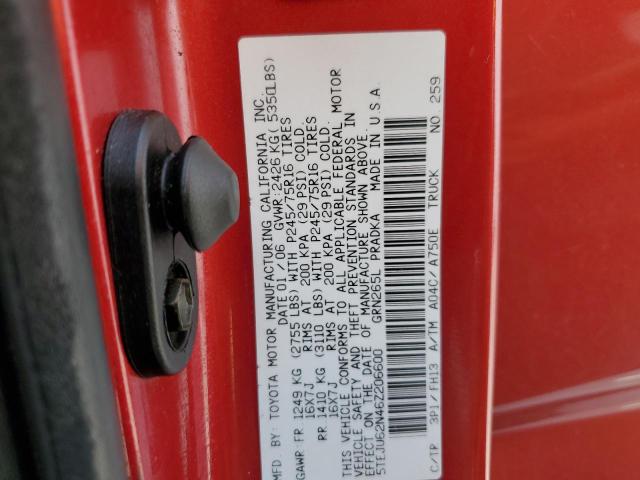 MFD. BY: TOYOTA MOTOR MANUFACTURING CALIFORNIA INC.
DATE: 01 / 06 GVWR: 2426 KG ( 5350LBS)
GAWR: FR. 1249 KG (2755 LBS) WITH P245/75R16 TIRES
16X7J RIMS AT 200 KPA (29 PSI) COLD.
RR. 1410 KG (3110 LBS) WITH P245/75R16 TIRES
16X7J RIMS AT 200 KPA (29 PSI) COLD.
THIS VEHICLE CONFORMS TO ALL APPLICABLE FEDERAL MOTOR
VEHICLE SAFETY AND THEFT PREVENTION STANDARDS IN
EFFECT ON THE DATE OF MANUFACTURE SHOWN ABOVE.
5TEJU62N46Z206600 GRN265L PRADKA MADE IN U.S.A.
C/TP 3P1/FH13 A/TM A04C/A750E TRUCK NO 259